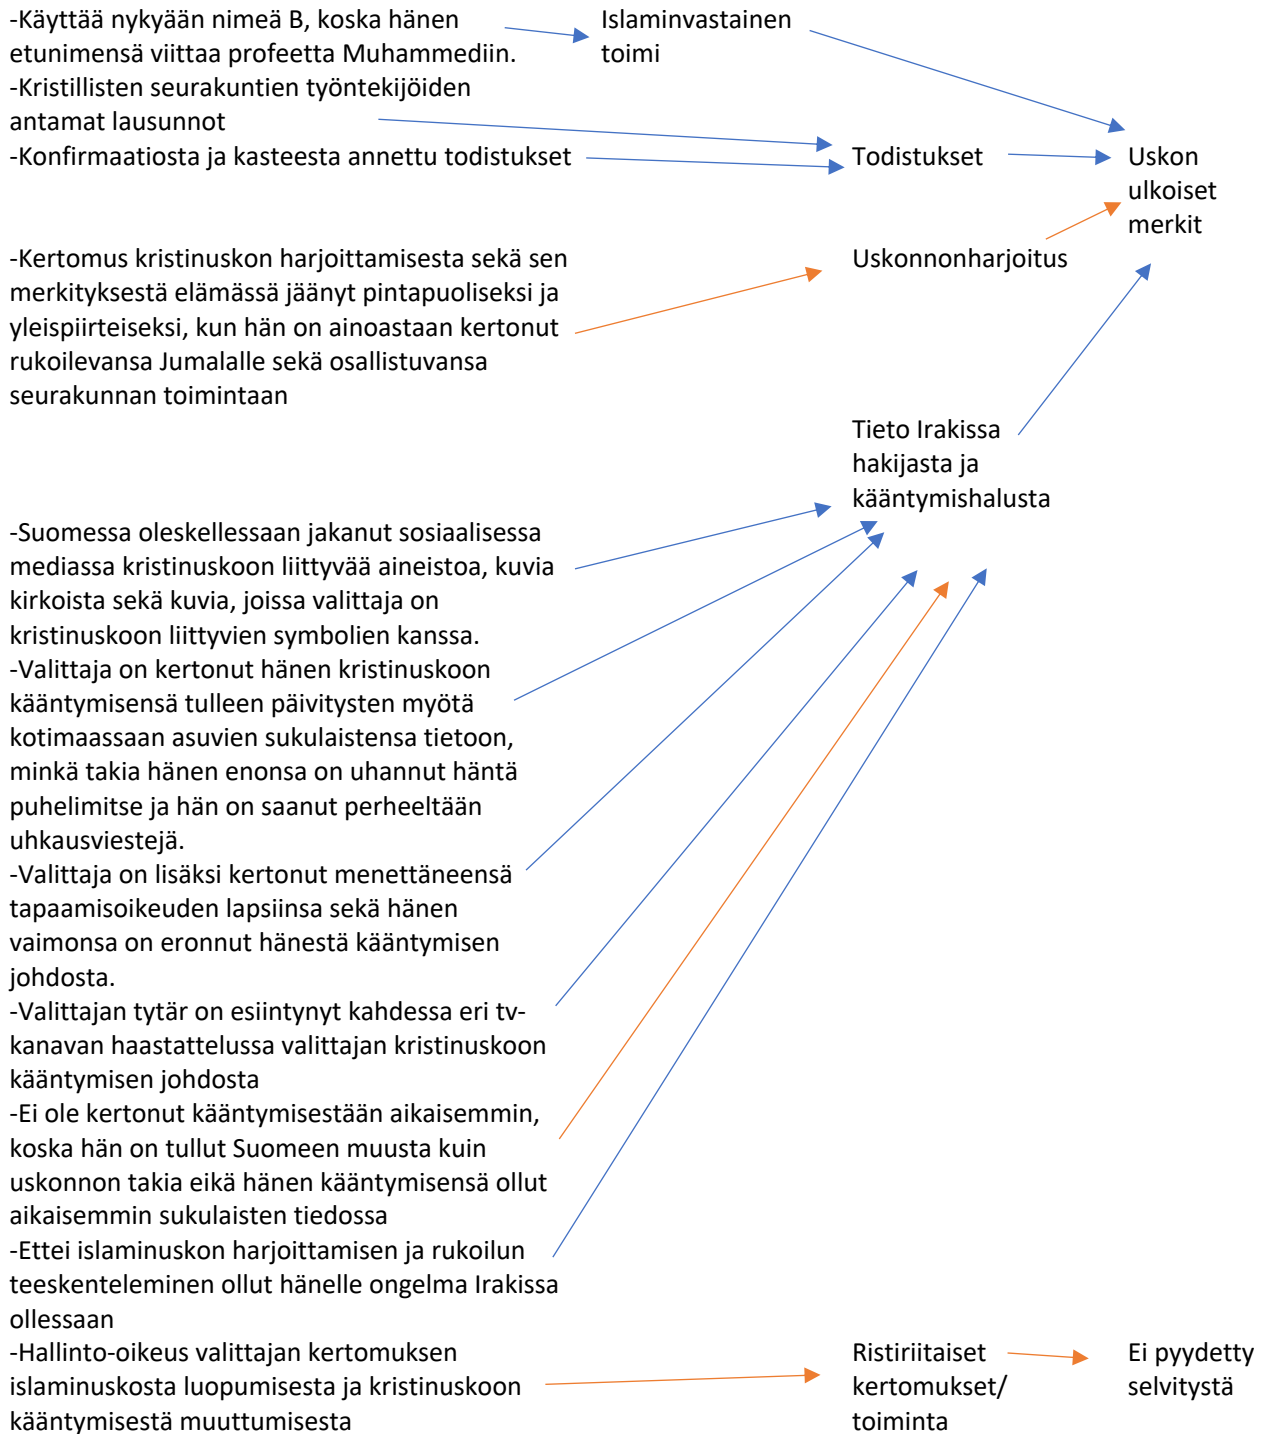 -Käyttää nykyään nimeä B, koska hänen
etunimensä viittaa profeetta Muhammediin.
Islaminvastainen
toimi
-Kristillisten seurakuntien työntekijöiden
antamat lausunnot
-Konfirmaatiosta ja kasteesta annettu todistukset
Todistukset
Uskon
ulkoiset
merkit
-Kertomus kristinuskon harjoittamisesta sekä sen
merkityksestä elämässä jäänyt pintapuoliseksi ja
yleispiirteiseksi, kun hän on ainoastaan kertonut
rukoilevansa Jumalalle sekä osallistuvansa
seurakunnan toimintaan
Uskonnonharjoitus
Tieto Irakissa
hakijasta ja
kääntymishalusta
-Suomessa oleskellessaan jakanut sosiaalisessa
mediassa kristinuskoon liittyvää aineistoa, kuvia
kirkoista sekä kuvia, joissa valittaja on
kristinuskoon liittyvien symbolien kanssa.
-Valittaja on kertonut hänen kristinuskoon
kääntymisensä tulleen päivitysten myötä
kotimaassaan asuvien sukulaistensa tietoon,
minkä takia hänen enonsa on uhannut häntä
puhelimitse ja hän on saanut perheeltään
uhkausviestejä.
-Valittaja on lisäksi kertonut menettäneensä
tapaamisoikeuden lapsiinsa sekä hänen
vaimonsa on eronnut hänestä kääntymisen
johdosta.
-Valittajan tytär on esiintynyt kahdessa eri tv-
kanavan haastattelussa valittajan kristinuskoon
kääntymisen johdosta
-Ei ole kertonut kääntymisestään aikaisemmin,
koska hän on tullut Suomeen muusta kuin
uskonnon takia eikä hänen kääntymisensä ollut
aikaisemmin sukulaisten tiedossa
-Ettei islaminuskon harjoittamisen ja rukoilun
teeskenteleminen ollut hänelle ongelma Irakissa
ollessaan
-Hallinto-oikeus valittajan kertomuksen
islaminuskosta luopumisesta ja kristinuskoon
kääntymisestä muuttumisesta
Ristiriitaiset
kertomukset/
toiminta
Ei pyydetty
selvitystä